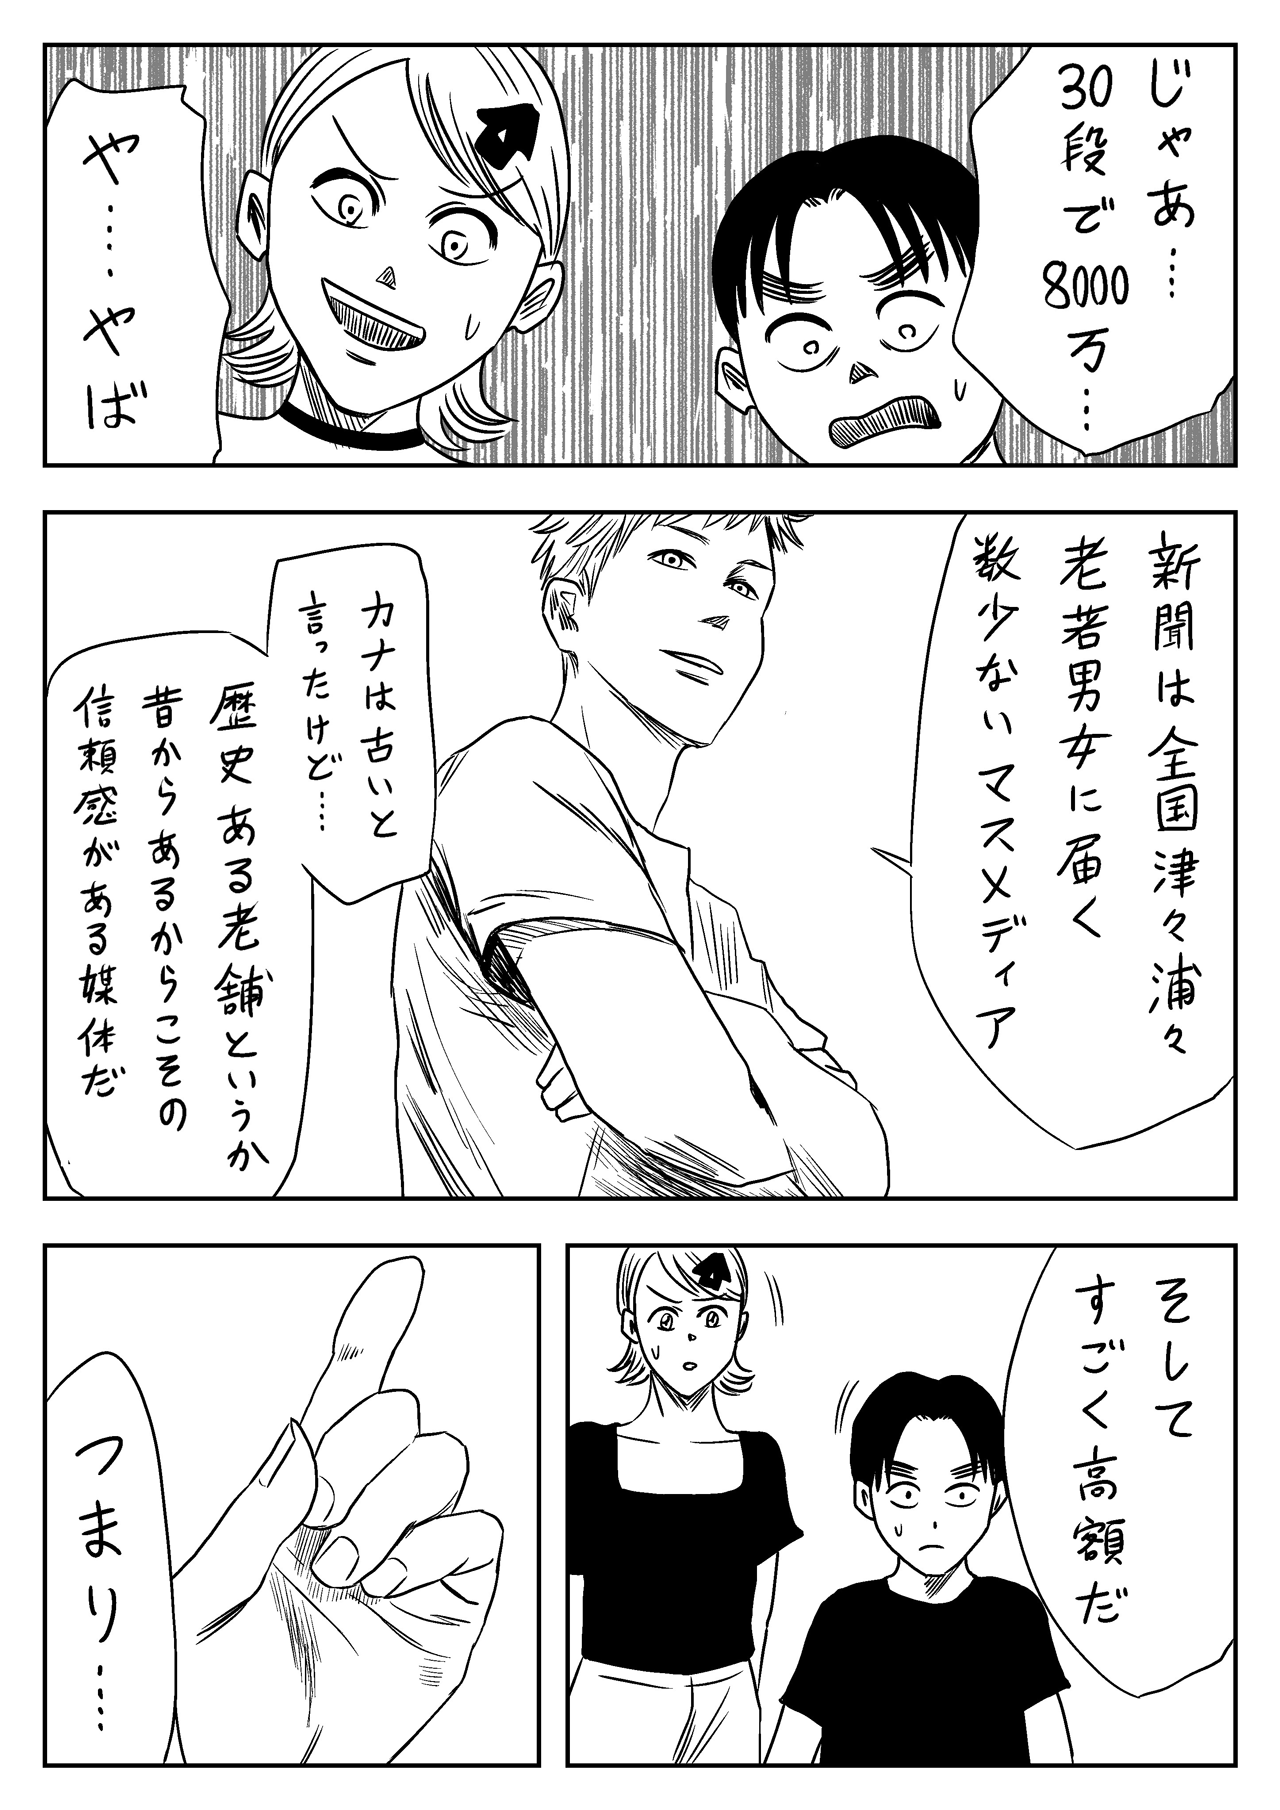 じゃあ…
30段で
8000万…
や……やば
新聞は全国津々浦々
老若男女に届く
数少ないマスメディア
カナは古いと
言ったけど……
歴史ある老舗というか
昔からあるからこその
信頼感がある媒体だ
そして
すごく高額だ
つまり……